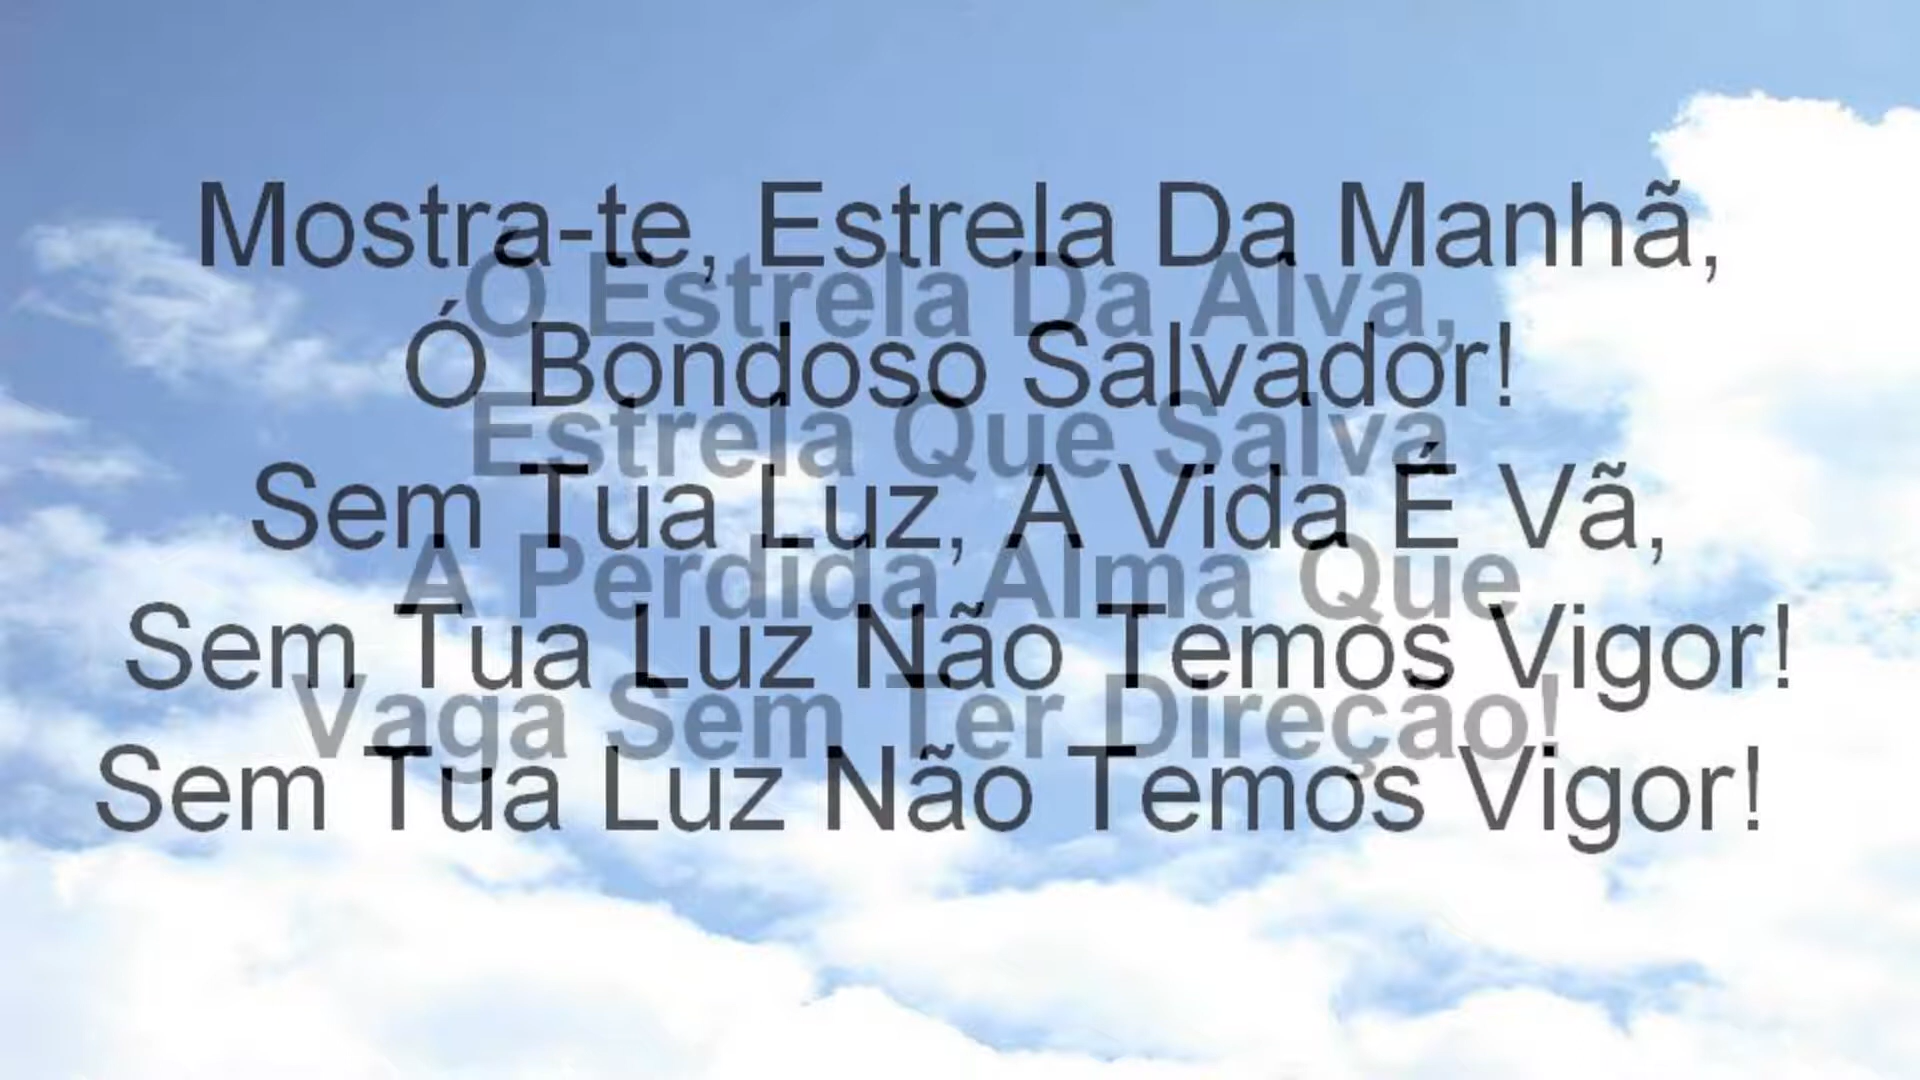 Mostra-te, Estrela Da Manhã,
Ó Bondoso Salvador!
Sem Tua Luz, A Vida É Vã,
Sem Tua Luz Não Temos Vigor!
Sem Tua Luz Não Temos Vigor!
Ó Estrela Da Alva,
Estrela Que Salva
A Perdida Alma Que
Vaga Sem Ter Direção!